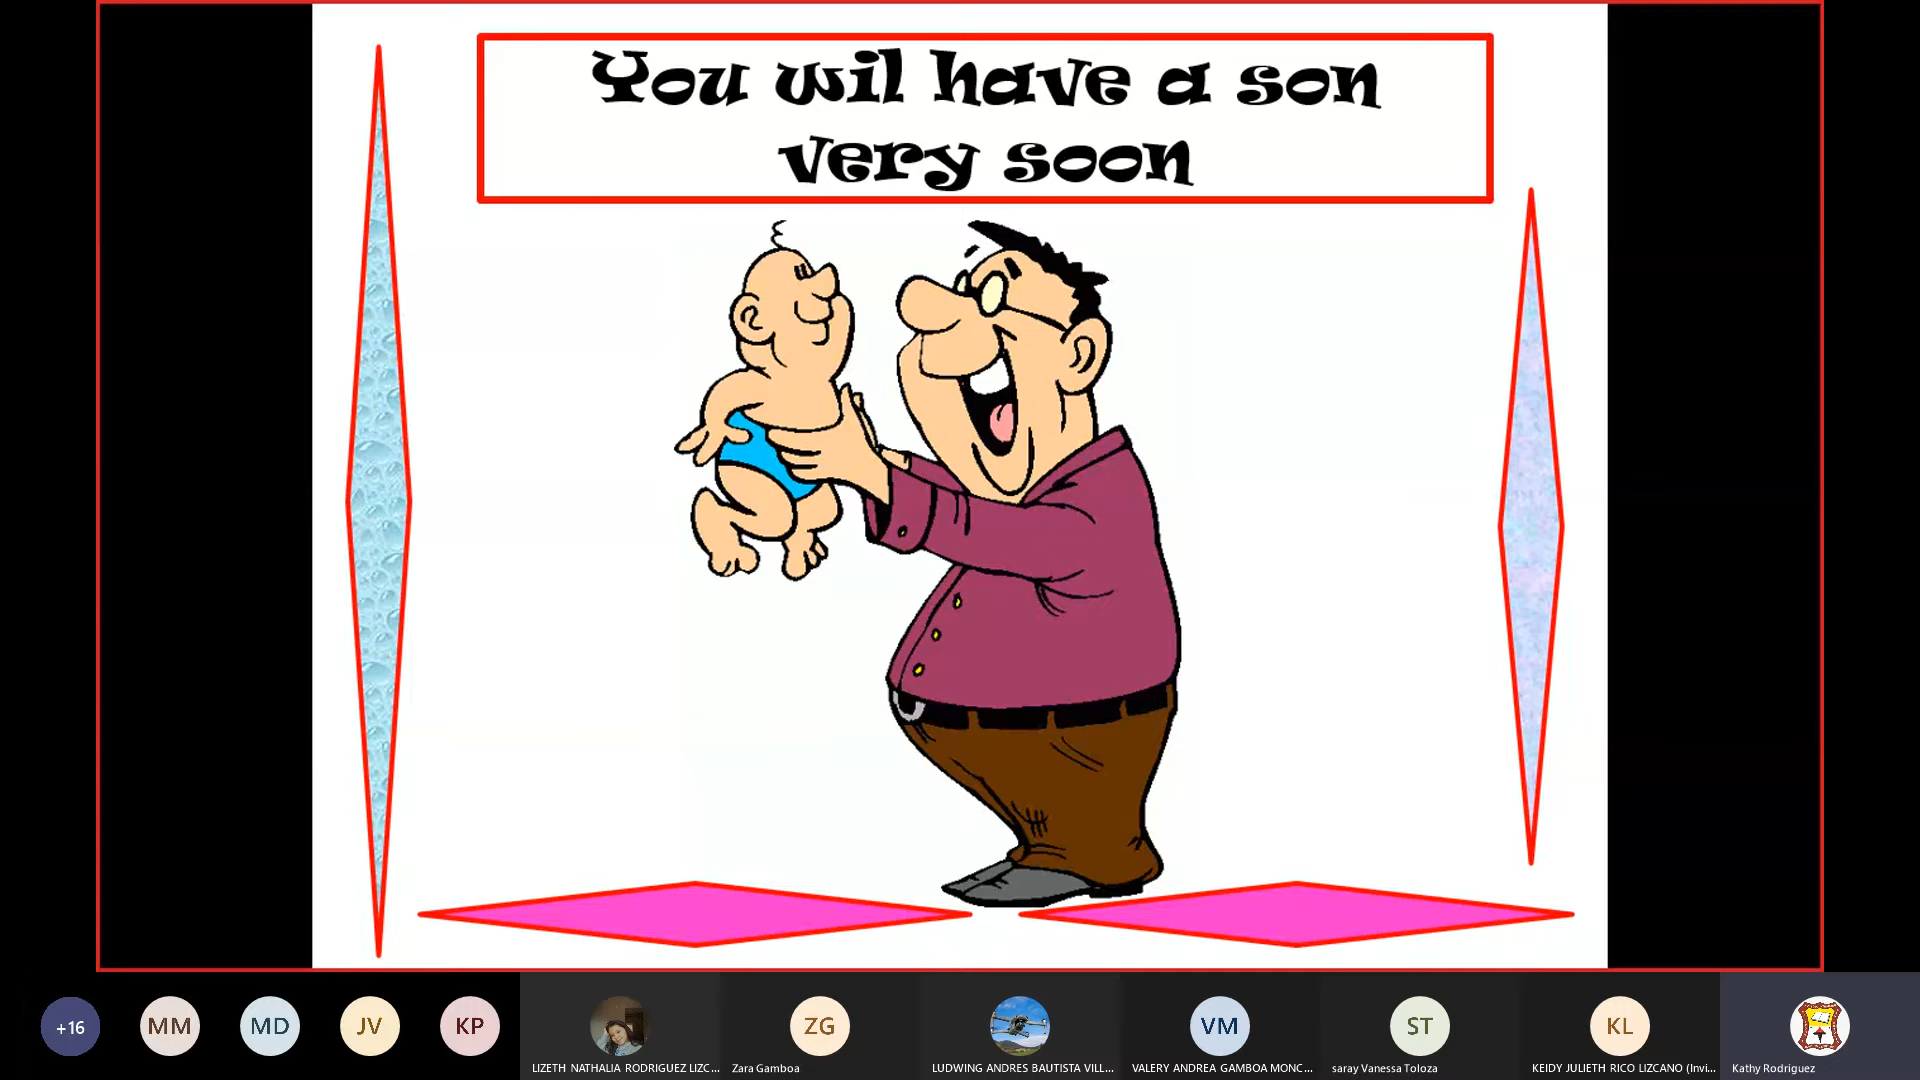 You wil have a son
very soon
+16
MM
MD
JV
KP
ZG
VM
ST
KL
LIZETH NATHALIA RODRIGUEZ LIZC...
Zara Gamboa
LUDWING ANDRES BAUTISTA VILL...
VALERY ANDREA GAMBOA MONC...
saray Vanessa Toloza
KEIDY JULIETH RICO LIZCANO (Invi...
Kathy Rodriguez